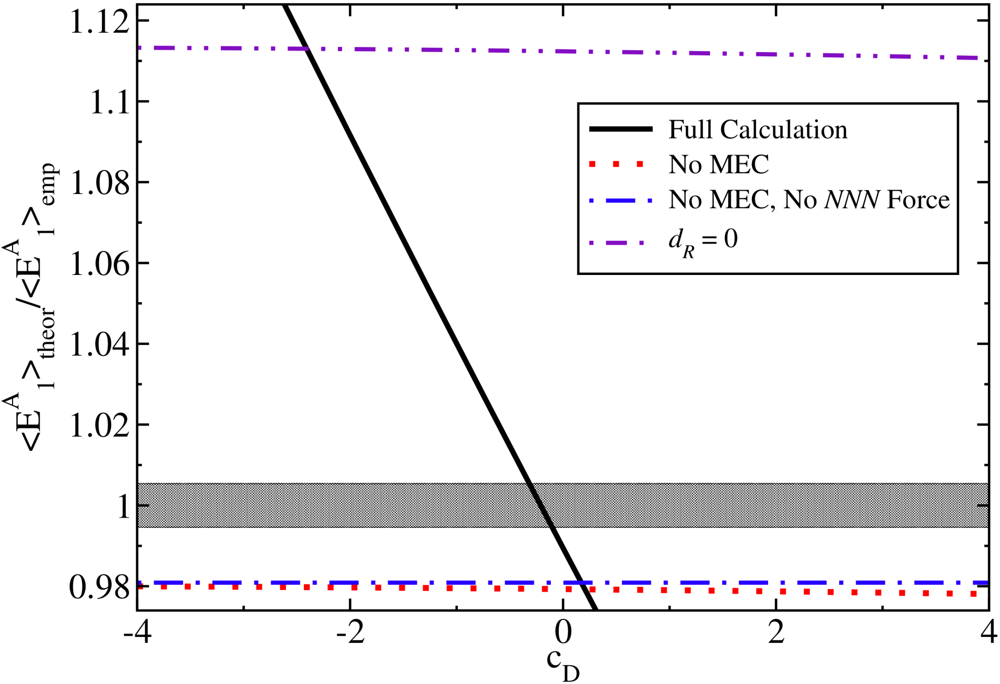 1.12
1.1
1.08
1.06
1.04
1.02
1
0.98
<E^A_1>_theor/<E^A_1>_emp
Full Calculation
No MEC
No MEC, No NNN Force
d_R = 0
-4 -2 0 2 4
c_D